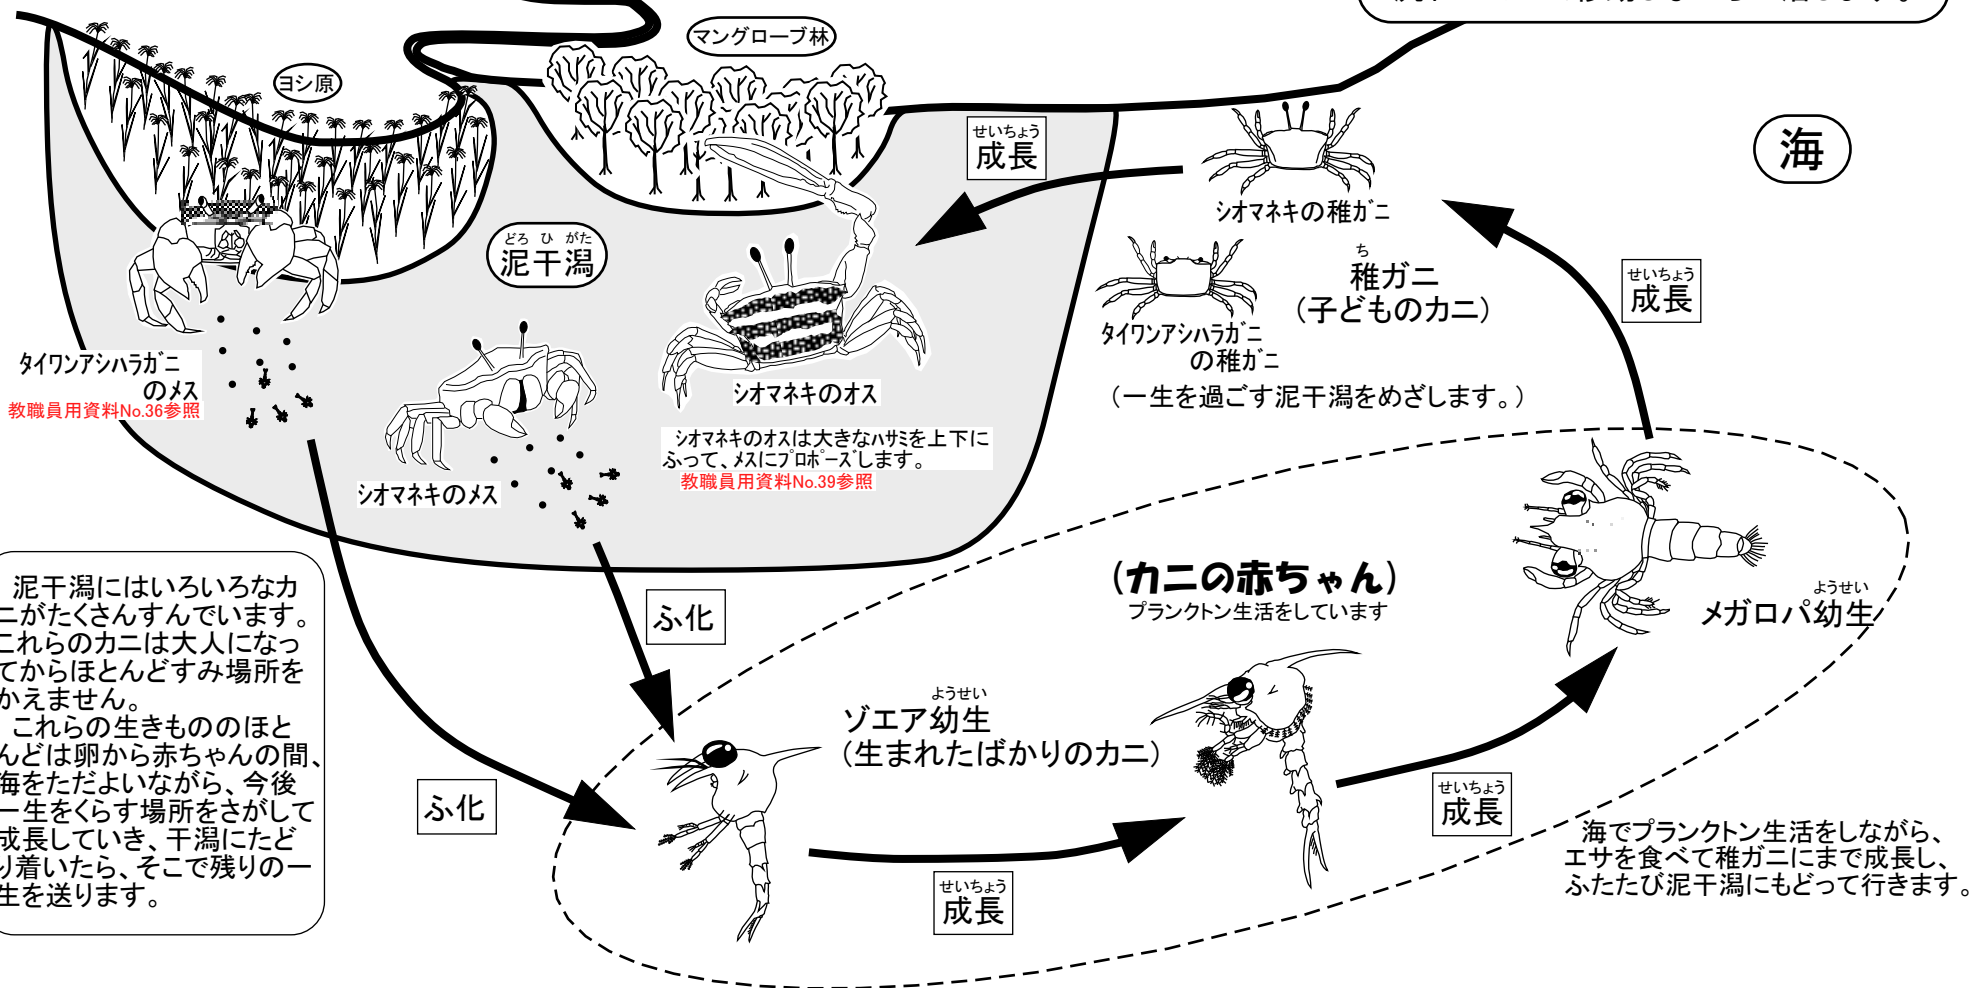 マングローブ林
ヨシ原
せいちょう
成長
海
シオマネキの稚ガニ
どろ ひ がた
泥干潟
ち
稚ガニ
(子どものカニ)
せいちょう
成長
タイワンアシハラガニ
の稚ガニ
(一生を過ごす泥干潟をめざします。)
タイワンアシハラガニ
のメス
教職員用資料No.36参照
シオマネキのオス
シオマネキのオスは大きなハサミを上下に
ふって、メスにプロポーズします。
教職員用資料No.39参照
シオマネキのメス
泥干潟にはいろいろなカ
ニがたくさんすんでいます。
これらのカニは大人になっ
てからほとんどすみ場所を
かえません。
これらの生きもののほと
んどは卵から赤ちゃんの間、
海をただよいながら、今後
一生をくらす場所をさがして
成長していき、干潟にたど
り着いたら、そこで残りの一
生を送ります。
ふ化
ふ化
(カニの赤ちゃん)
プランクトン生活をしています
ようせい
メガロパ幼生
ようせい
ゾエア幼生
(生まれたばかりのカニ)
せいちょう
成長
せいちょう
成長
海でプランクトン生活をしながら、
エサを食べて稚ガニにまで成長し、
ふたたび泥干潟にもどって行きます。